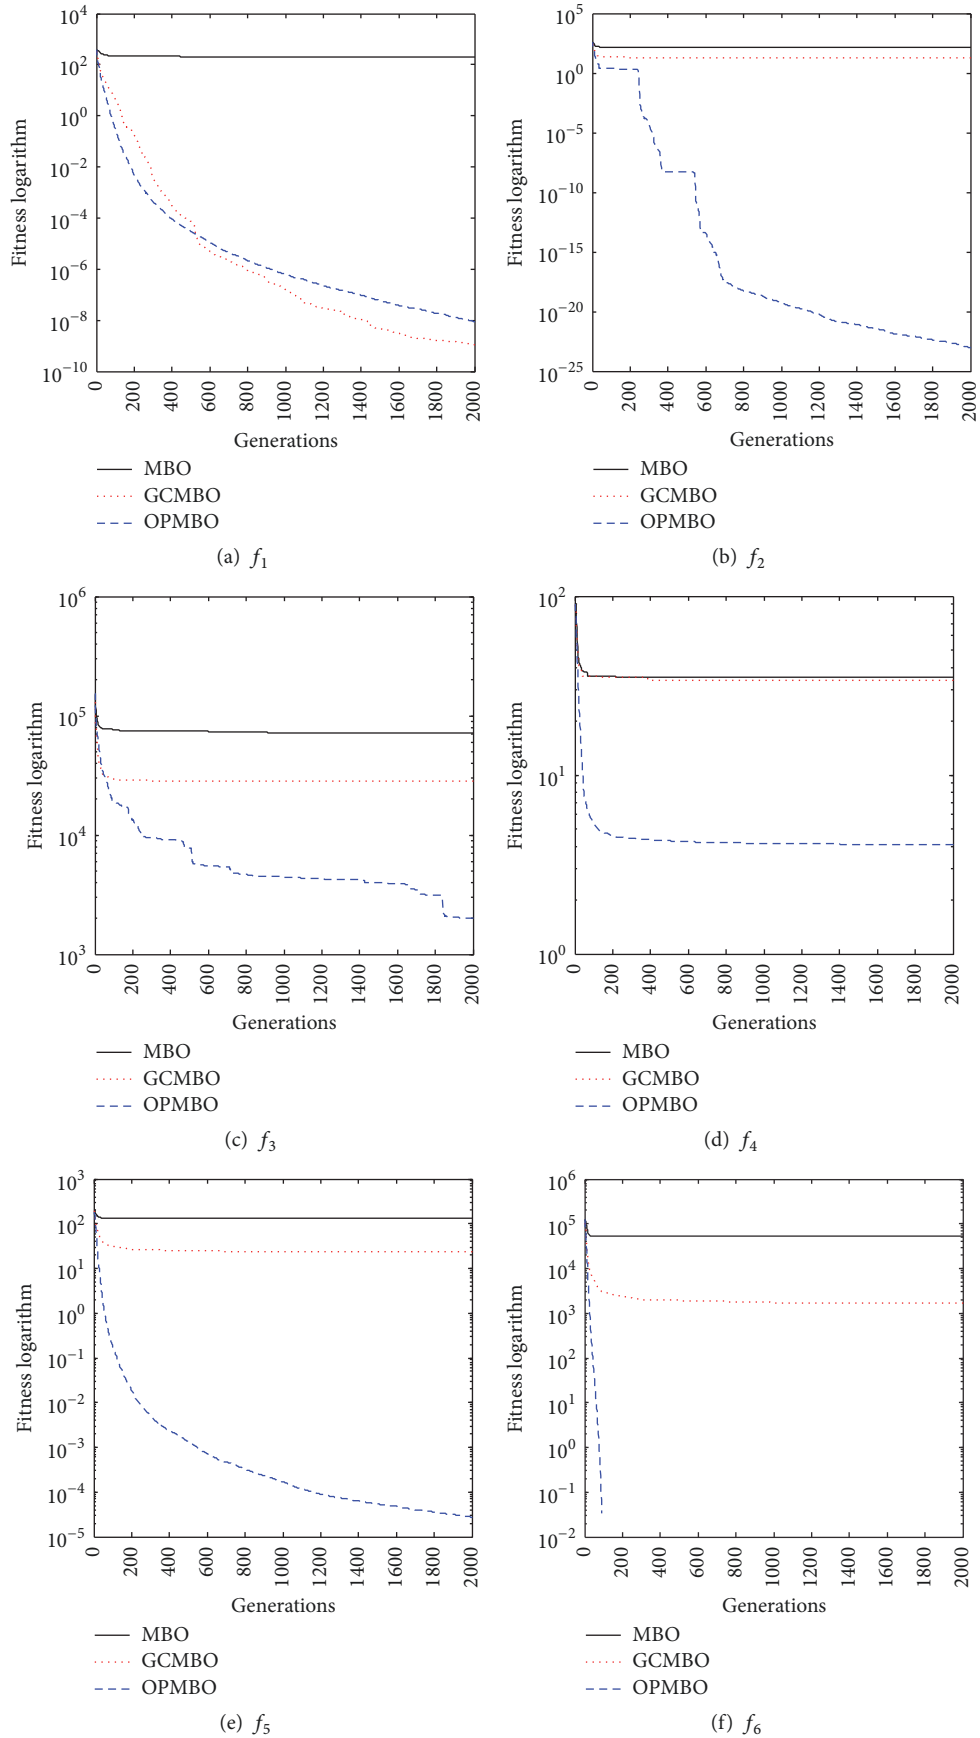 10^4
10^2
10^0
10^−2
10^−4
10^−6
10^−8
10^−10
Fitness logarithm
0
200
400
600
800
1000
1200
1400
1600
1800
2000
Generations
MBO
GCMBO
OPMBO
(a) f_1
10^5
10^0
10^−5
10^−10
10^−15
10^−20
10^−25
Fitness logarithm
0
200
400
600
800
1000
1200
1400
1600
1800
2000
Generations
MBO
GCMBO
OPMBO
(b) f_2
10^6
10^5
10^4
10^3
Fitness logarithm
0
200
400
600
800
1000
1200
1400
1600
1800
2000
Generations
MBO
GCMBO
OPMBO
(c) f_3
10^2
10^1
10^0
Fitness logarithm
0
200
400
600
800
1000
1200
1400
1600
1800
2000
Generations
MBO
GCMBO
OPMBO
(d) f_4
10^3
10^2
10^1
10^0
10^−1
10^−2
10^−3
10^−4
10^−5
Fitness logarithm
0
200
400
600
800
1000
1200
1400
1600
1800
2000
Generations
MBO
GCMBO
OPMBO
(e) f_5
10^6
10^5
10^4
10^3
10^2
10^1
10^0
10^−1
10^−2
Fitness logarithm
0
200
400
600
800
1000
1200
1400
1600
1800
2000
Generations
MBO
GCMBO
OPMBO
(f) f_6